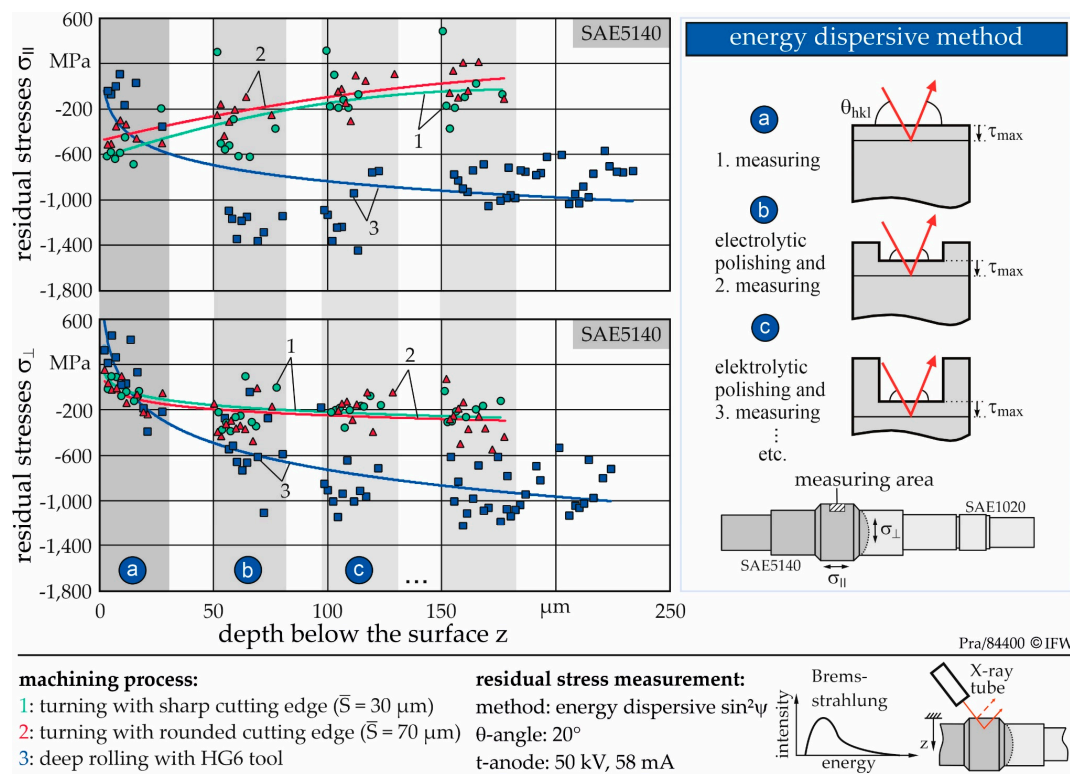 600
MPa
-200
-600
-1,000
-1,400
-1,800
residual stresses σ||
SAE5140
2
1
3
600
MPa
-200
-600
-1,000
-1,400
-1,800
residual stresses σ⊥
SAE5140
1
2
3
a
b
c
...
0
50
100
150
μm
250
depth below the surface z
energy dispersive method
a
1. measuring
θhkl
τmax
b
electrolytic
polishing and
2. measuring
τmax
c
elektrolytic
polishing and
3. measuring
⋮
etc.
τmax
measuring area
SAE1020
σ⊥
SAE5140
σ||
Pra/84400 © IFW
machining process:
1: turning with sharp cutting edge (S̅ = 30 μm)
2: turning with rounded cutting edge (S̅ = 70 μm)
3: deep rolling with HG6 tool
residual stress measurement:
method: energy dispersive sin²ψ
θ-angle: 20°
t-anode: 50 kV, 58 mA
Brems-
strahlung
intensity
energy
X-ray
tube
z